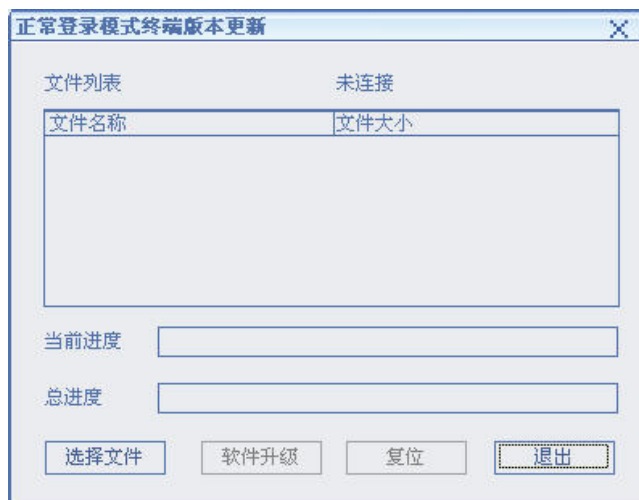 正常登录模式终端版本更新
文件列表 未连接
文件名称 文件大小
当前进度
总进度
选择文件 软件升级 复位 退出